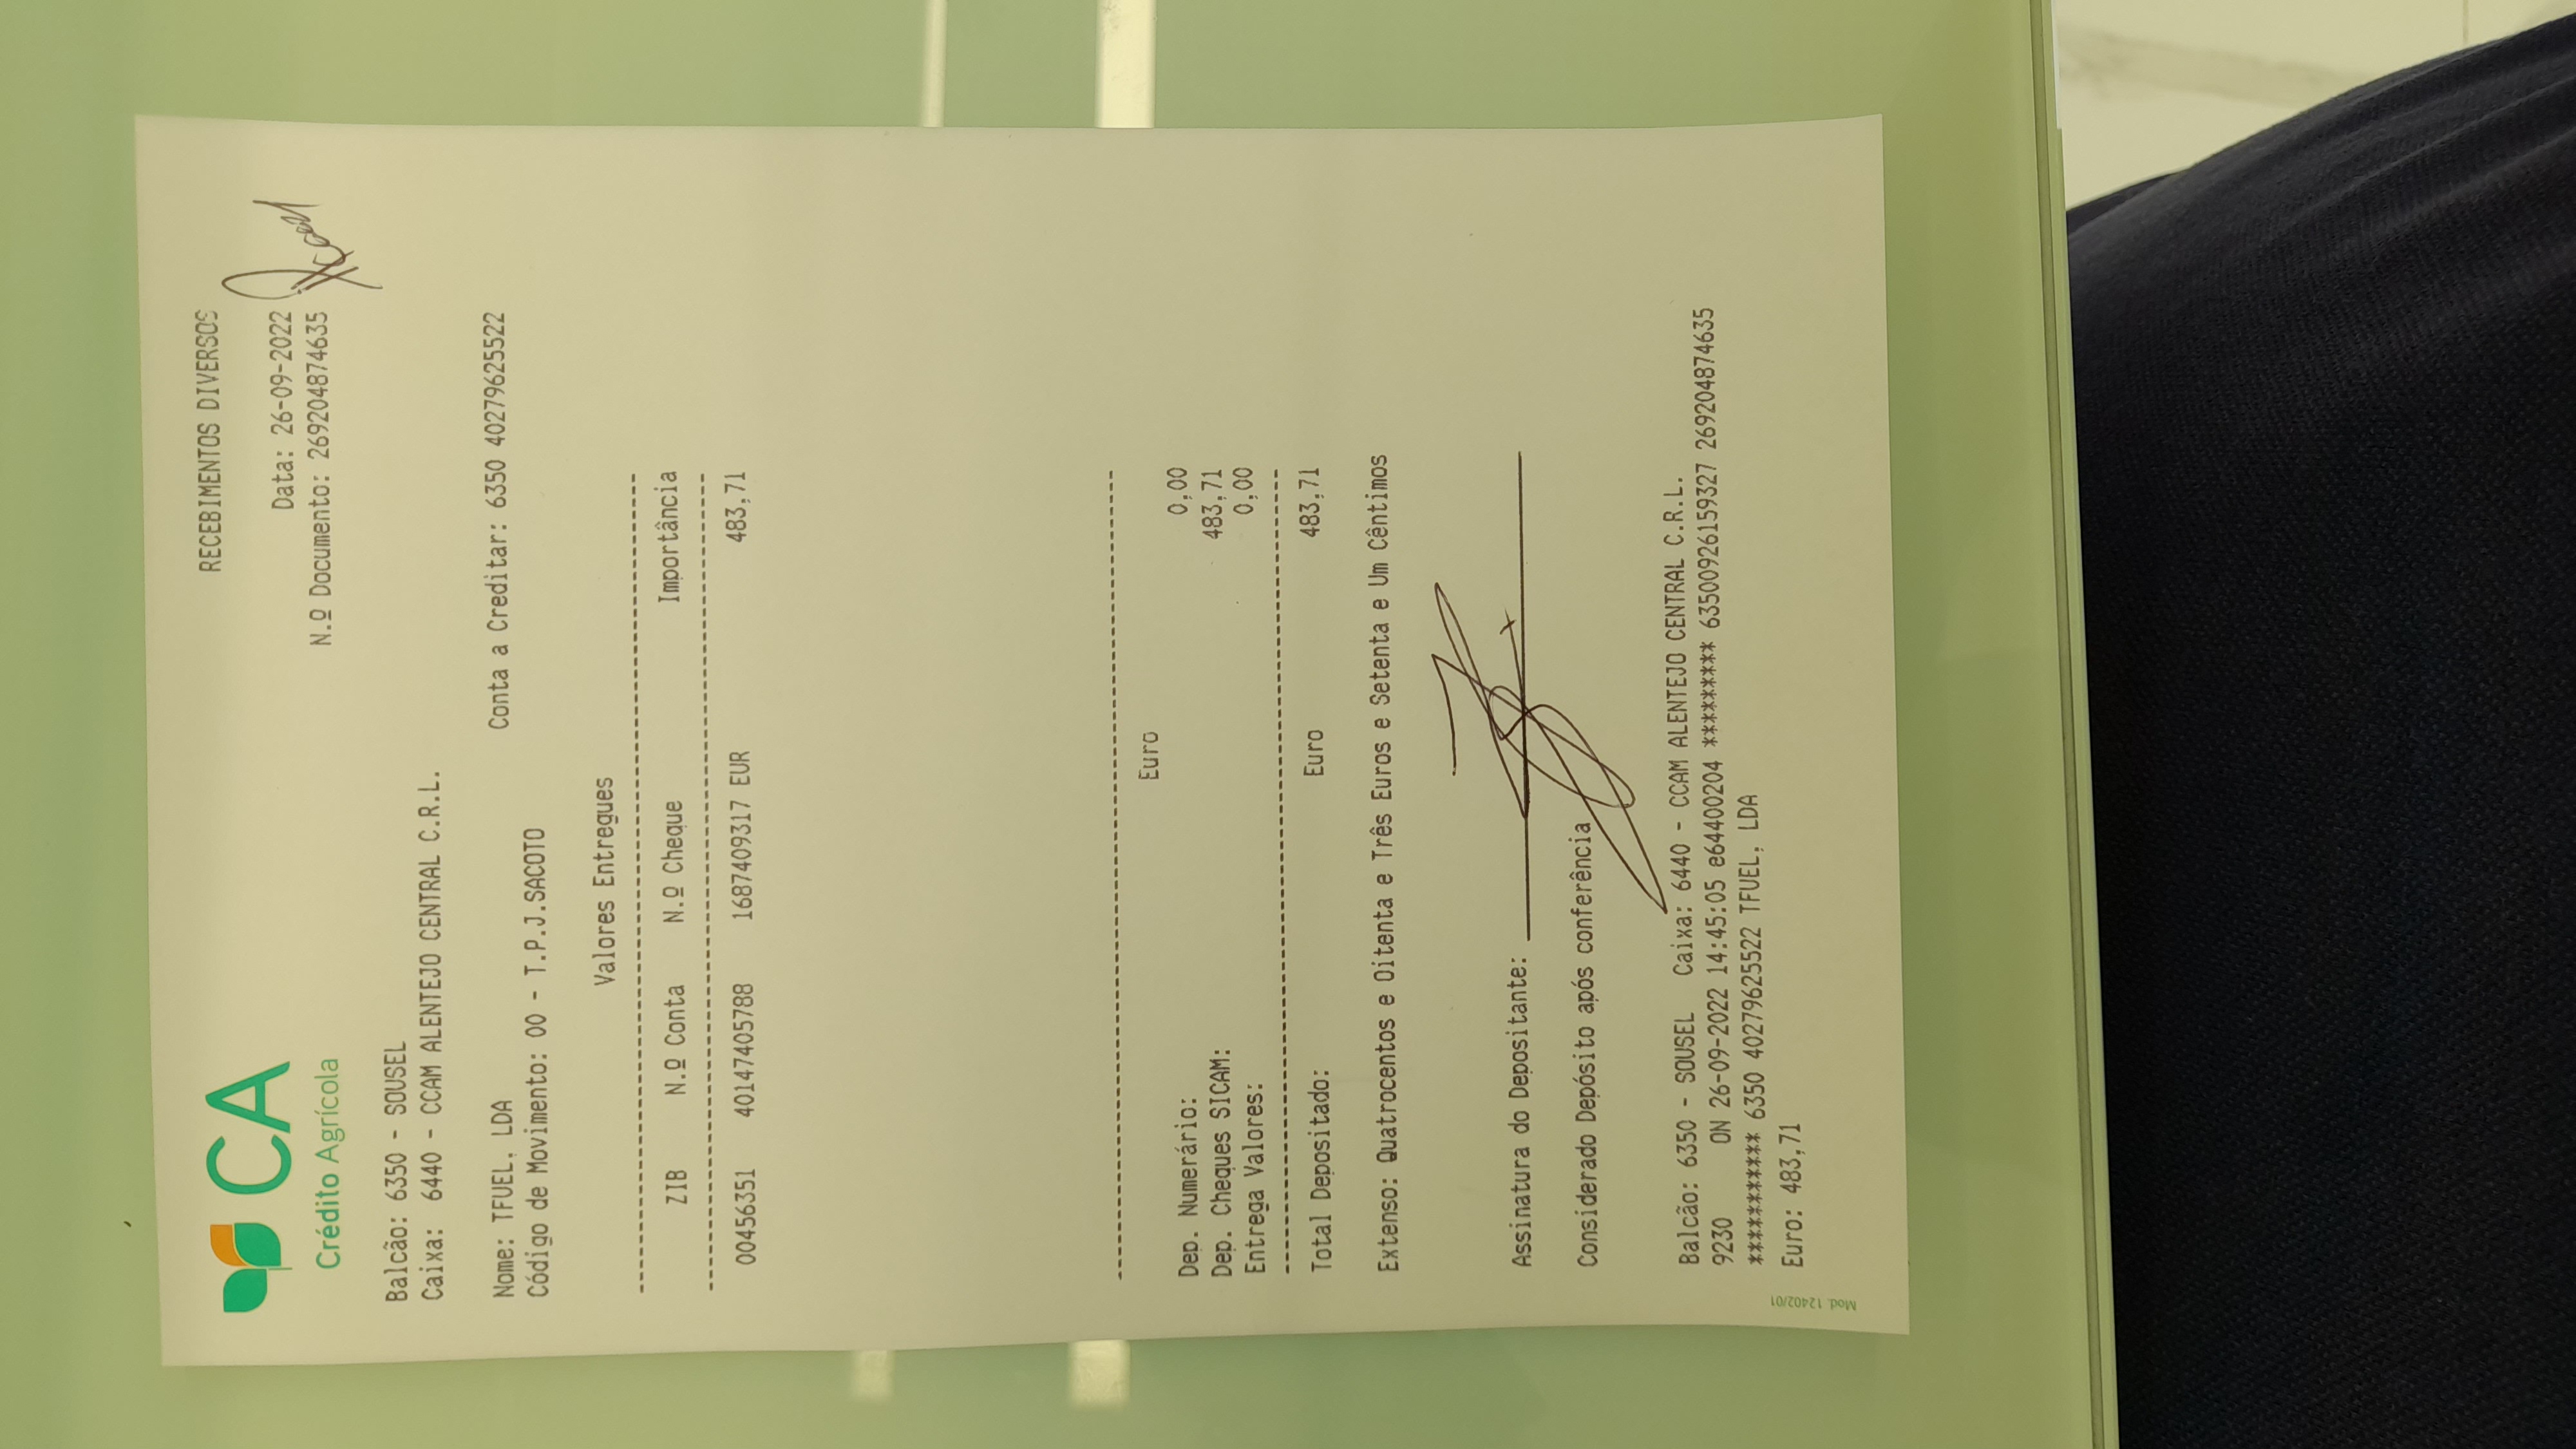 CA
Crédito Agrícola
RECEBIMENTOS DIVERSOS
Data: 26-09-2022
N.º Documento: 269204874635
Balcão: 6350 - SOUSEL
Caixa: 6440 - CCAM ALENTEJO CENTRAL C.R.L.
Nome: TFUEL, LDA Conta a Creditar: 6350 40279625522
Código de Movimento: 00 - T.P.J.SACOTO
Valores Entregues
ZIB N.º Conta N.º Cheque Importância
00456351 40147405788 1687409317 EUR 483,71
Euro
Dep. Numerário: 0,00
Dep. Cheques SICAM: 483,71
Entrega Valores: 0,00
Total Depositado: Euro 483,71
Extenso: Quatrocentos e Oitenta e Três Euros e Setenta e Um Cêntimos
Assinatura do Depositante:
Considerado Depósito após conferência
Balcão: 6350 - SOUSEL Caixa: 6440 - CCAM ALENTEJO CENTRAL C.R.L.
9230 ON 26-09-2022 14:45:05 e64400204 ********* 635009261593​27 269204874635
*********** 6350 40279625522 TFUEL, LDA
Euro: 483,71
Mod. 12402/01